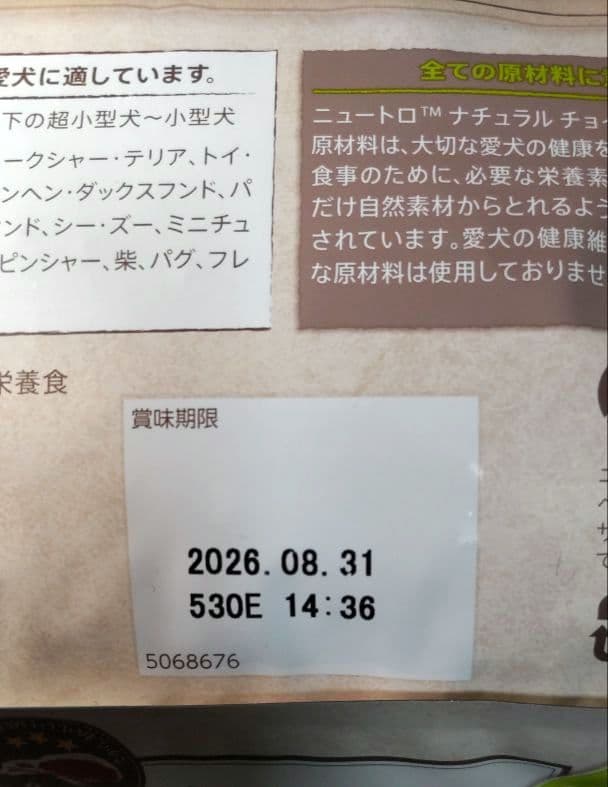 愛犬に適しています。
下の超小型犬～小型犬
ークシャー・テリア、トイ・
ンヘン・ダックスフンド、パ
ンド、シー・ズー、ミニチュ
ピンシャー、柴、パグ、フレ
栄養食
全ての原材料に
ニュートロ™ ナチュラル チョ
原材料は、大切な愛犬の健康を
食事のために、必要な栄養素
だけ自然素材からとれるよう
されています。愛犬の健康維
な原材料は使用しておりませ
賞味期限
2026.08.31
530E 14:36
5068676